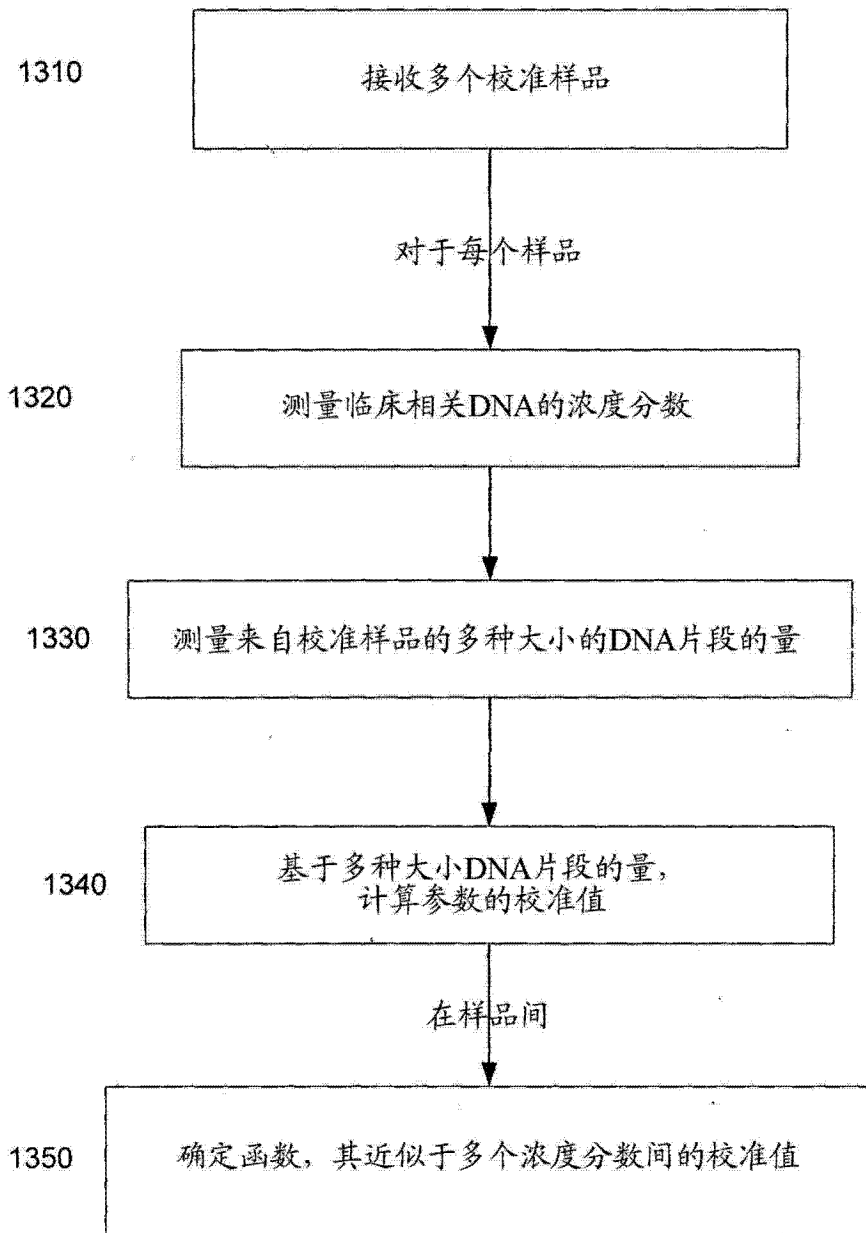 1310
接收多个校准样品
对于每个样品
1320
测量临床相关DNA的浓度分数
1330
测量来自校准样品的多种大小的DNA片段的量
1340
基于多种大小DNA片段的量，
计算参数的校准值
在样品间
1350
确定函数，其近似于多个浓度分数间的校准值